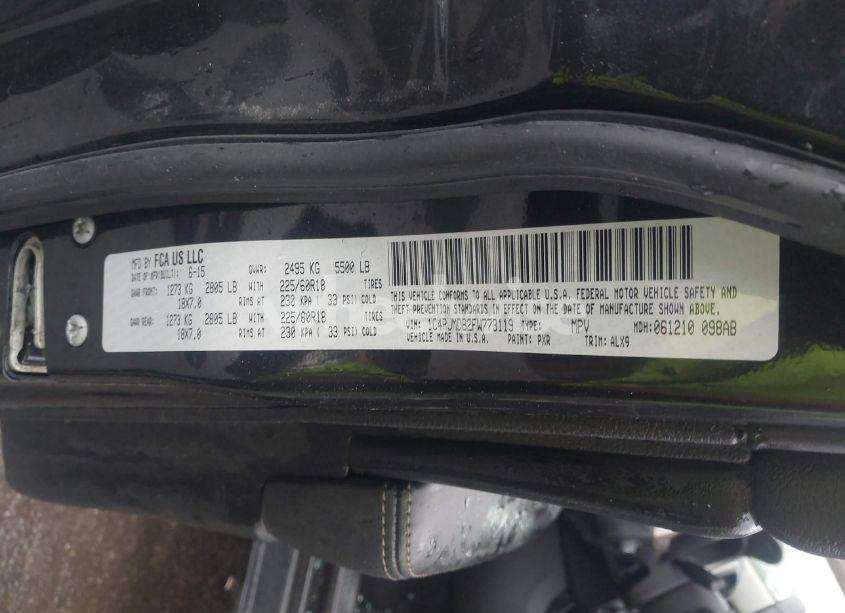 MFD BY FCA US LLC
DATE OF MFR(BUILT): 6-15 GVWR: 2495 KG 5500 LB
GAWR FRONT: 1273 KG 2805 LB WITH 225/60R18 TIRES
18X7.0 RIMS AT 230 KPA ( 33 PSI) COLD
GAWR REAR: 1273 KG 2805 LB WITH 225/60R18 TIRES
18X7.0 RIMS AT 230 KPA ( 33 PSI) COLD
THIS VEHICLE CONFORMS TO ALL APPLICABLE U.S.A. FEDERAL MOTOR VEHICLE SAFETY AND
THEFT PREVENTION STANDARDS IN EFFECT ON THE DATE OF MANUFACTURE SHOWN ABOVE.
VIN: 1C4PJMDB2FW773119 TYPE: MPV MDH: 061210 098AB
VEHICLE MADE IN U.S.A. PAINT: PXR TRIM: ALX9